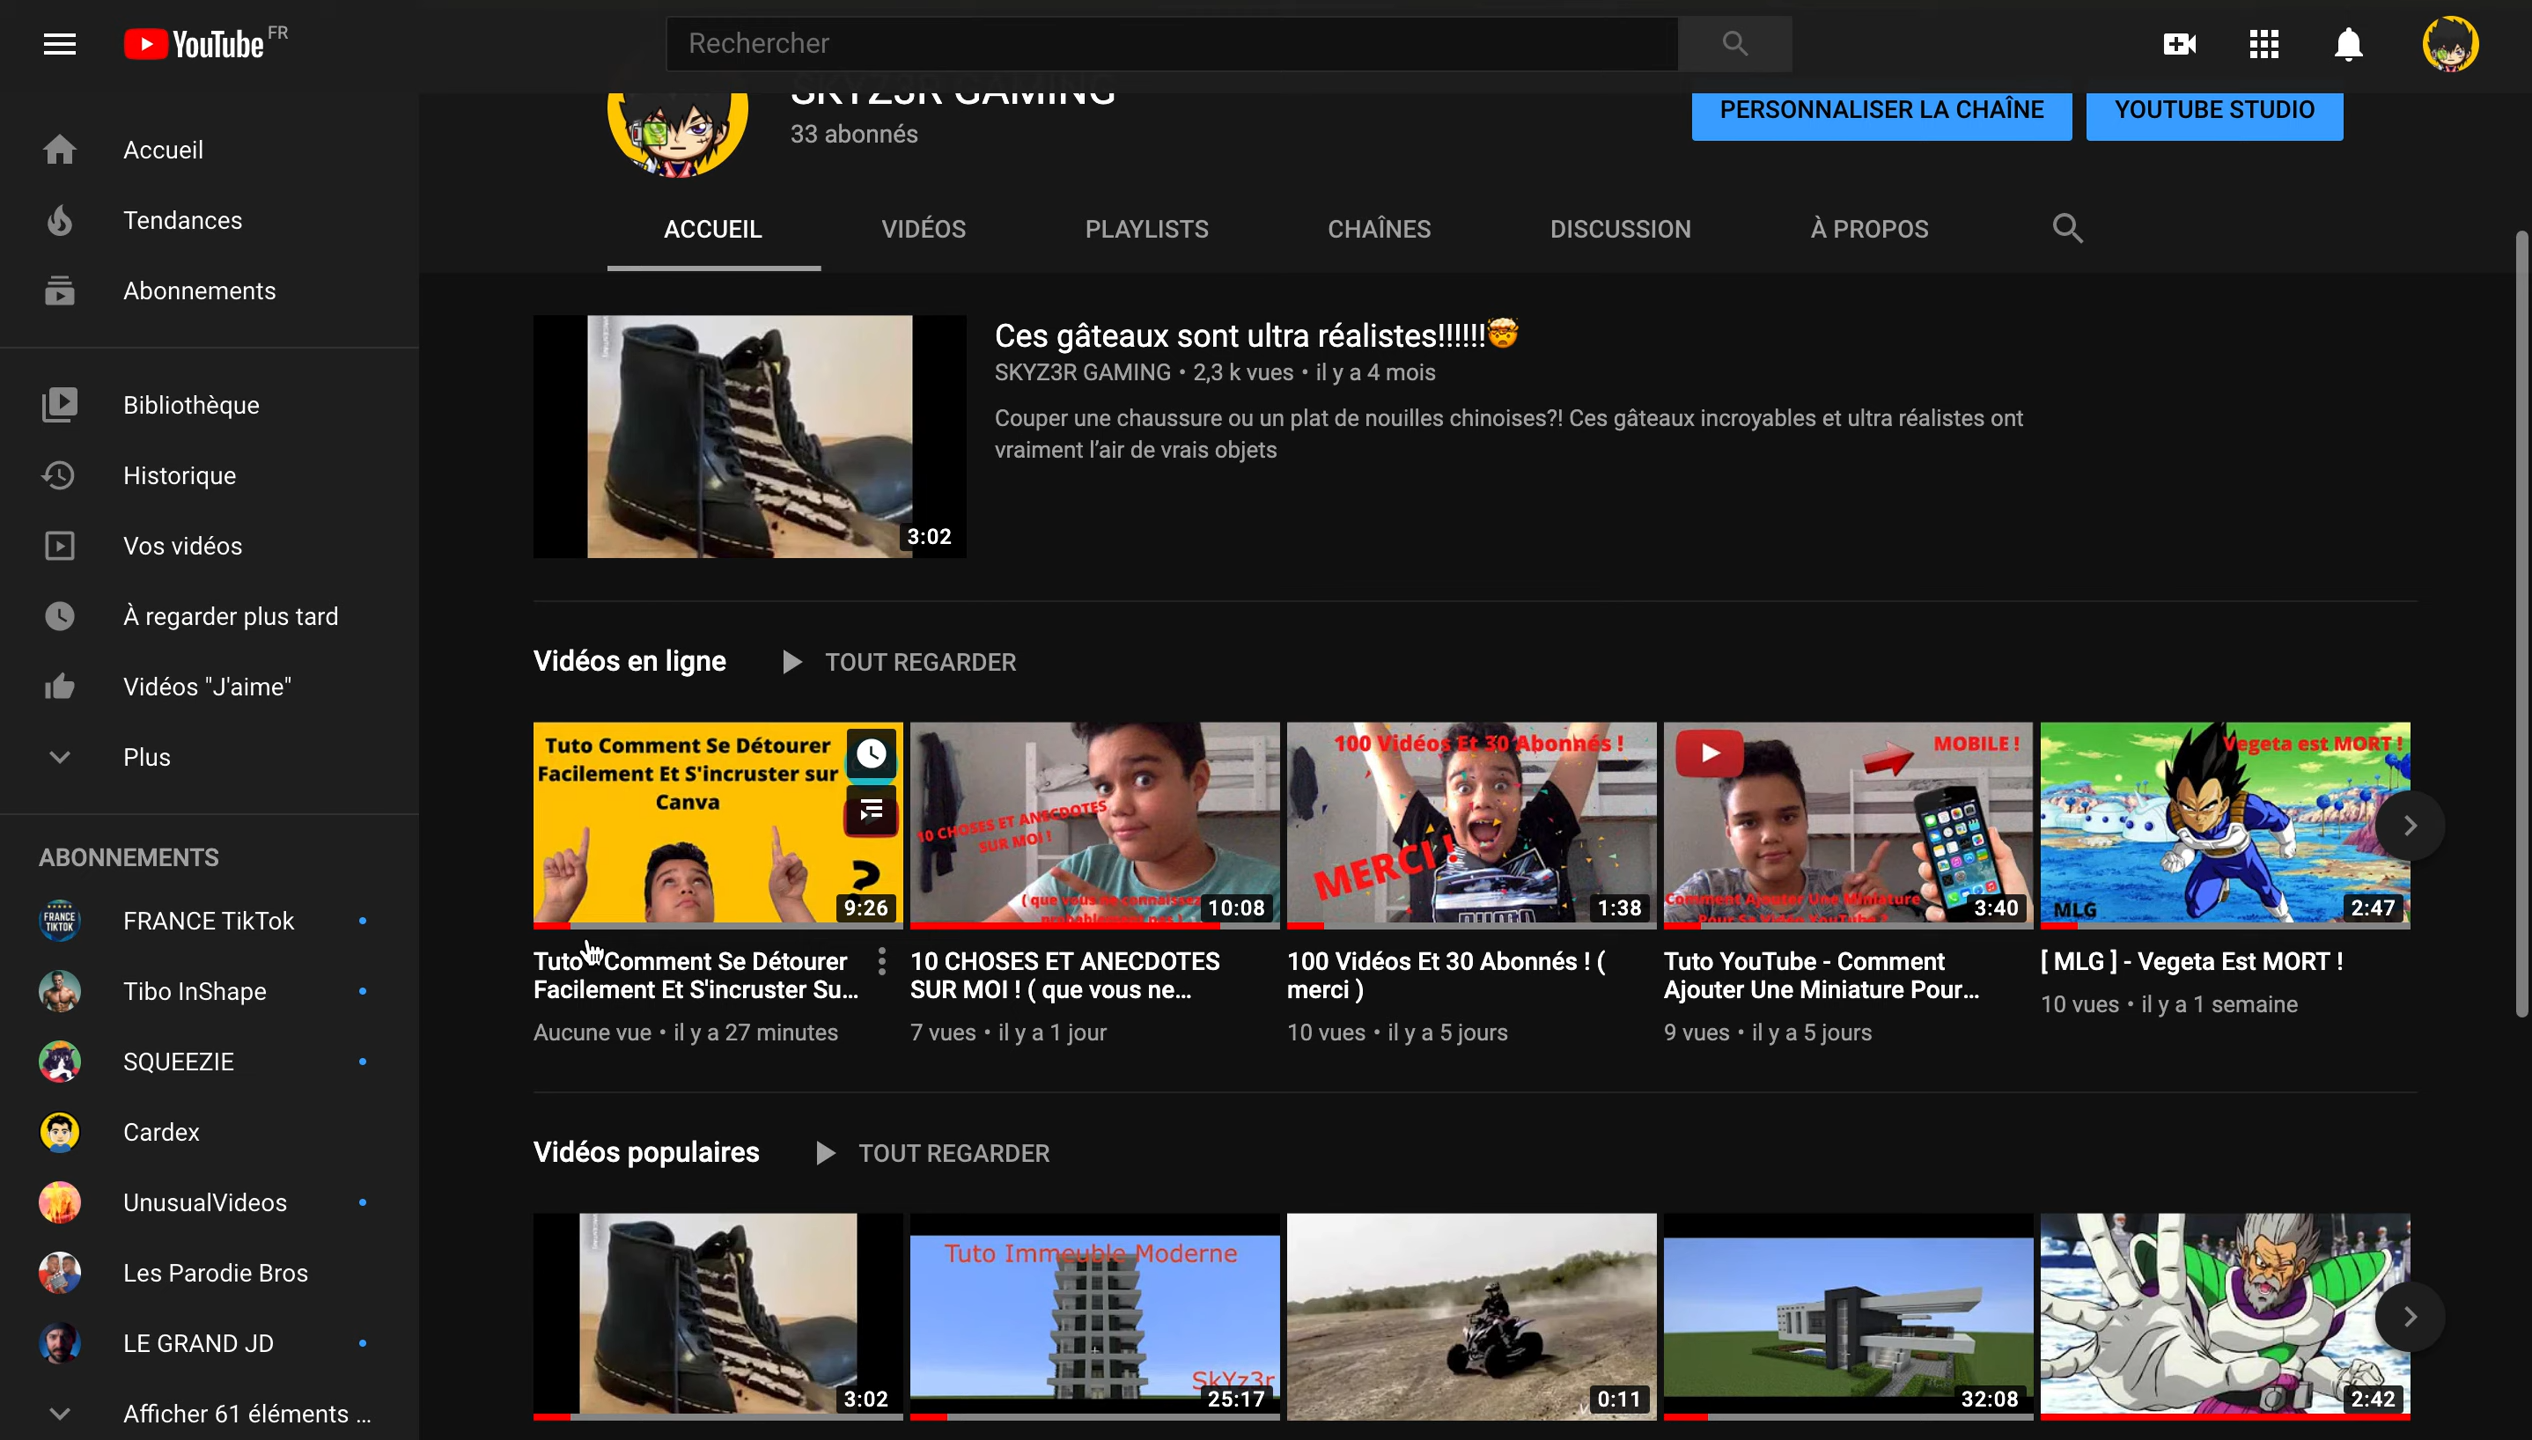 YouTube FR
Rechercher
SKYZ3R GAMING
33 abonnés
PERSONNALISER LA CHAÎNE
YOUTUBE STUDIO
Accueil
Tendances
Abonnements
Bibliothèque
Historique
Vos vidéos
À regarder plus tard
Vidéos "J'aime"
Plus
ABONNEMENTS
FRANCE TIKTOK
FRANCE TikTok
Tibo InShape
SQUEEZIE
Cardex
UnusualVideos
Les Parodie Bros
LE GRAND JD
Afficher 61 éléments ...
ACCUEIL
VIDÉOS
PLAYLISTS
CHAÎNES
DISCUSSION
À PROPOS
3:02
Ces gâteaux sont ultra réalistes!!!!!!🤯
SKYZ3R GAMING • 2,3 k vues • il y a 4 mois
Couper une chaussure ou un plat de nouilles chinoises?! Ces gâteaux incroyables et ultra réalistes ont
vraiment l’air de vrais objets
Vidéos en ligne
TOUT REGARDER
Tuto Comment Se Détourer
Facilement Et S'incruster sur
Canva
?
9:26
Tuto Comment Se Détourer
Facilement Et S'incruster Su...
Aucune vue • il y a 27 minutes
10 CHOSES ET ANECDOTES
SUR MOI !
( que vous ne connaissez
probablement pas )
10:08
10 CHOSES ET ANECDOTES
SUR MOI ! ( que vous ne...
7 vues • il y a 1 jour
100 Vidéos Et 30 Abonnés !
MERCI !
1:38
100 Vidéos Et 30 Abonnés ! (
merci )
10 vues • il y a 5 jours
MOBILE !
Comment Ajouter Une Miniature
Pour Sa Vidéo YouTube ?
3:40
Tuto YouTube - Comment
Ajouter Une Miniature Pour...
9 vues • il y a 5 jours
Vegeta est MORT !
MLG
2:47
[ MLG ] - Vegeta Est MORT !
10 vues • il y a 1 semaine
Vidéos populaires
TOUT REGARDER
3:02
Tuto Immeuble Moderne
SkYz3r
25:17
0:11
32:08
2:42